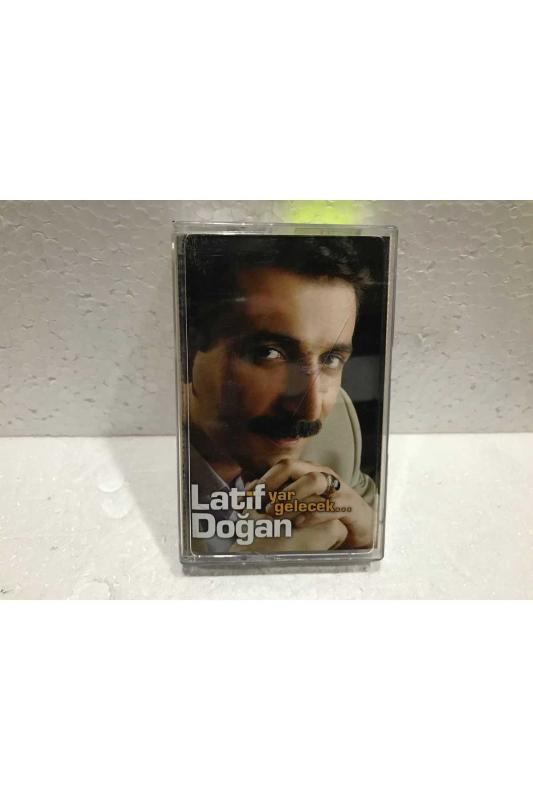 Latif
Doğan
yar
gelecek...